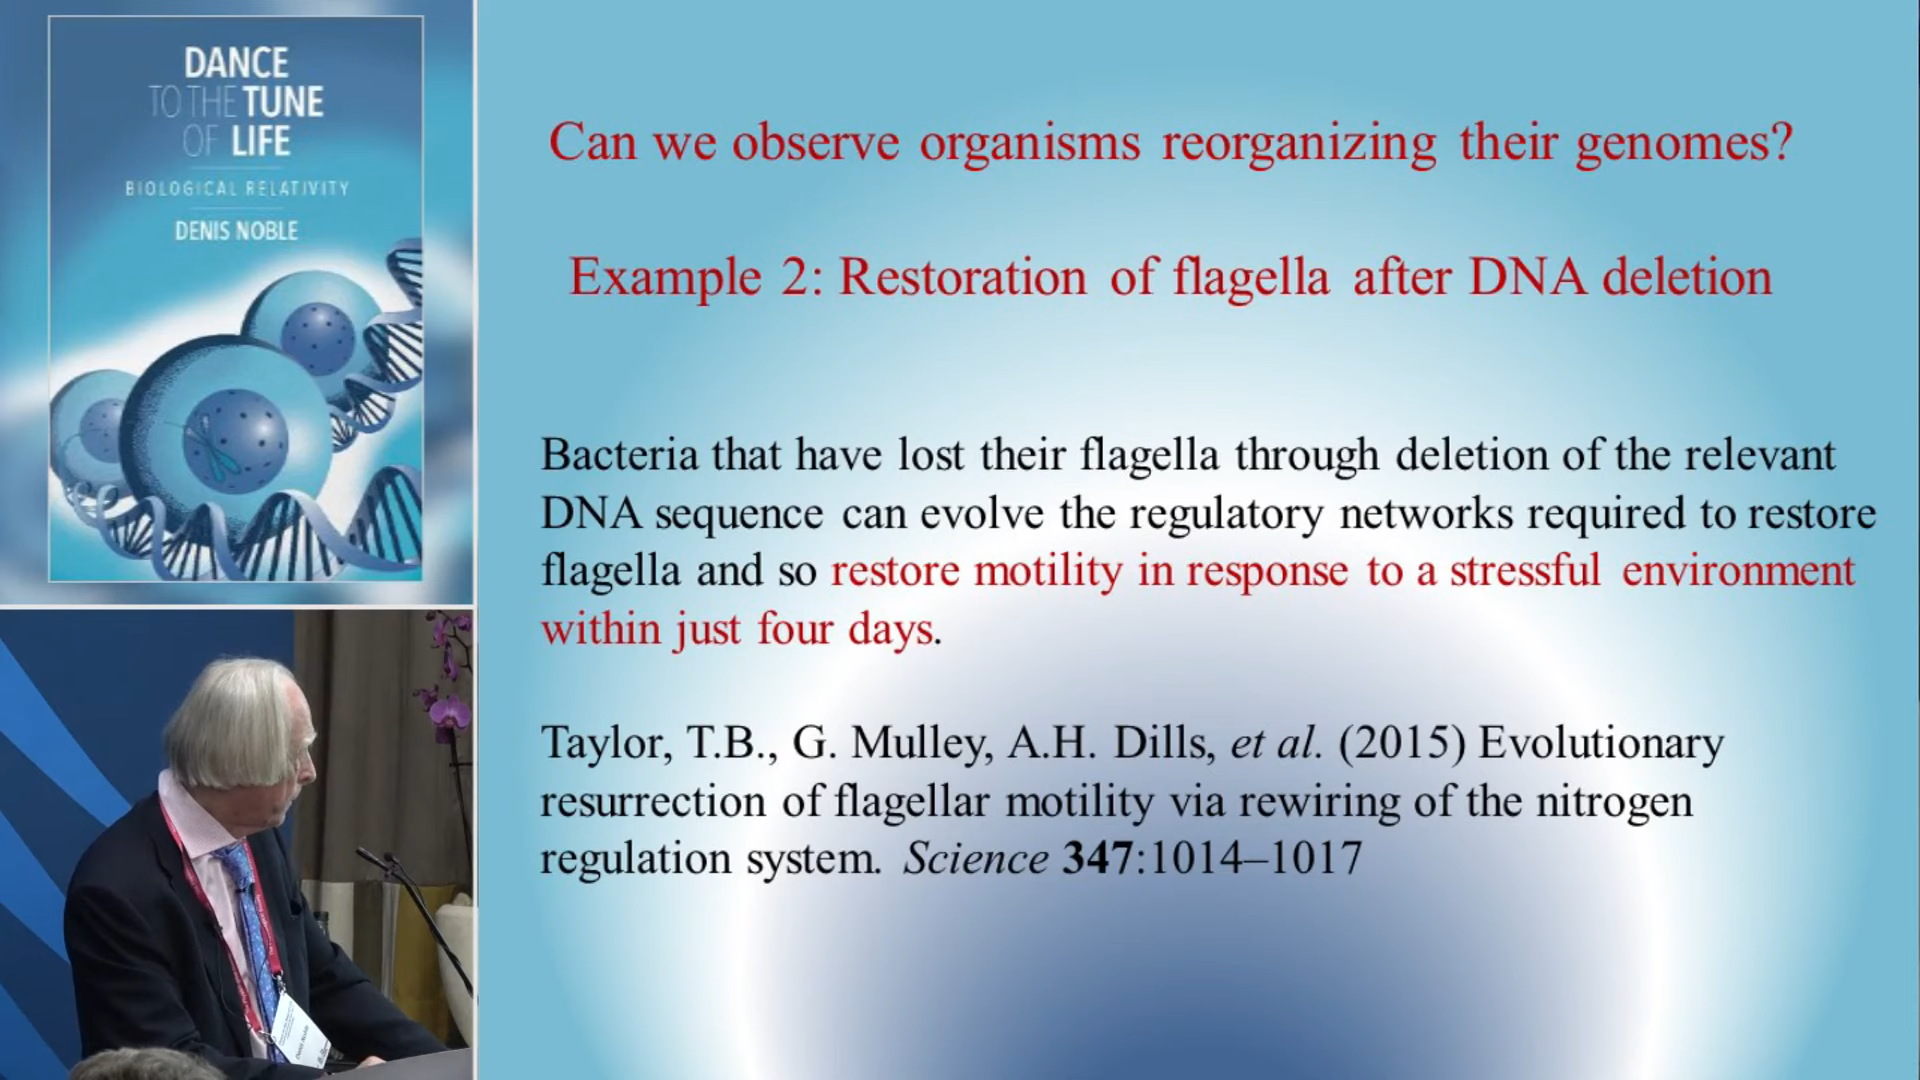 DANCE
TO THE TUNE
OF LIFE
BIOLOGICAL RELATIVITY
DENIS NOBLE
Can we observe organisms reorganizing their genomes?
Example 2: Restoration of flagella after DNA deletion
Bacteria that have lost their flagella through deletion of the relevant
DNA sequence can evolve the regulatory networks required to restore
flagella and so restore motility in response to a stressful environment
within just four days.
Taylor, T.B., G. Mulley, A.H. Dills, et al. (2015) Evolutionary
resurrection of flagellar motility via rewiring of the nitrogen
regulation system. Science 347:1014–1017